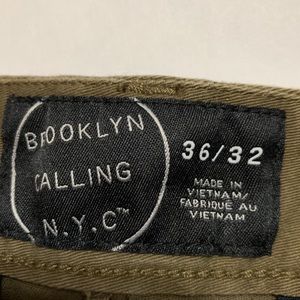 BROOKLYN
CALLING
N.Y.C™
36/32
MADE IN
VIETNAM/
FABRIQUÉ AU
VIETNAM